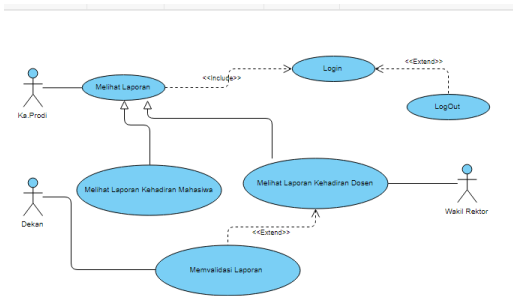 <<Extend>>
Login
<<Include>>
Melihat Laporan
LogOut
Ka.Prodi
Melihat Laporan Kehadiran Mahasiwa
Melihat Laporan Kehadiran Dosen
Wakil Rektor
Dekan
<<Extend>>
Memvalidasi Laporan